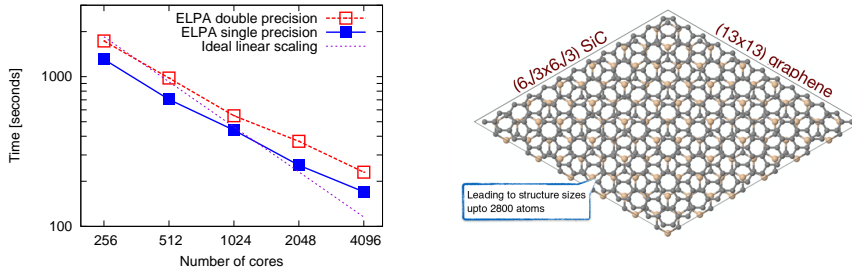 ELPA double precision
ELPA single precision
Ideal linear scaling
1000
100
Time [seconds]
256 512 1024 2048 4096
Number of cores
(6√3x6√3) SiC
(13x13) graphene
Leading to structure sizes
upto 2800 atoms